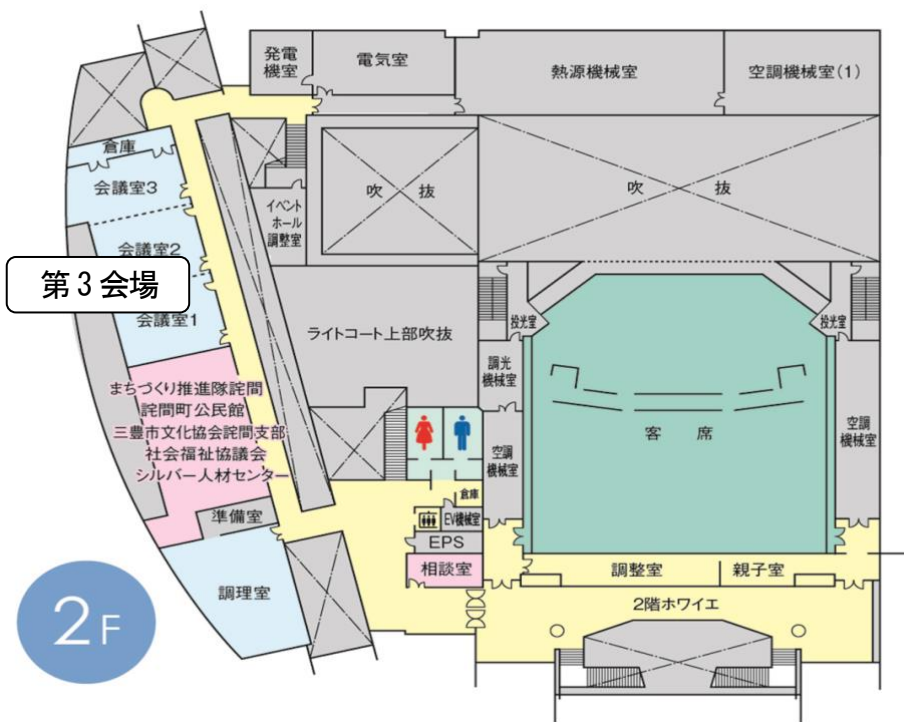 発電
機室
電気室
熱源機械室
空調機械室(1)
倉庫
会議室3
吹 抜
吹 抜
イベント
ホール
調整室
会議室2
第3会場
会議室1
投光室
投光室
ライトコート上部吹抜
調光
機械室
まちづくり推進隊詫間
詫間町公民館
三豊市文化協会詫間支部
社会福祉協議会
シルバー人材センター
客 席
空調
機械室
空調
機械室
倉庫
準備室
EV機械室
EPS
相談室
調整室
親子室
調理室
2階ホワイエ
2F